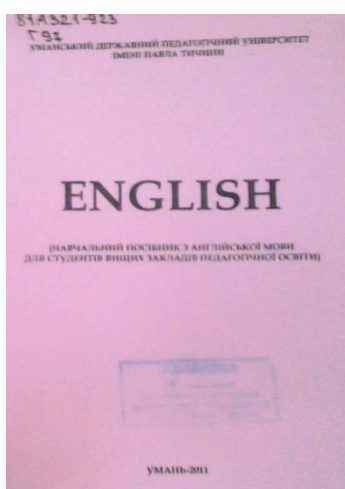 81.432.1-923
Г 97
УМАНСЬКИЙ ДЕРЖАВНИЙ ПЕДАГОГІЧНИЙ УНІВЕРСИТЕТ
ІМЕНІ ПАВЛА ТИЧИНИ
ENGLISH
(НАВЧАЛЬНИЙ ПОСІБНИК З АНГЛІЙСЬКОЇ МОВИ
ДЛЯ СТУДЕНТІВ ВИЩИХ ЗАКЛАДІВ ПЕДАГОГІЧНОЇ ОСВІТИ)
УМАНЬ-2011